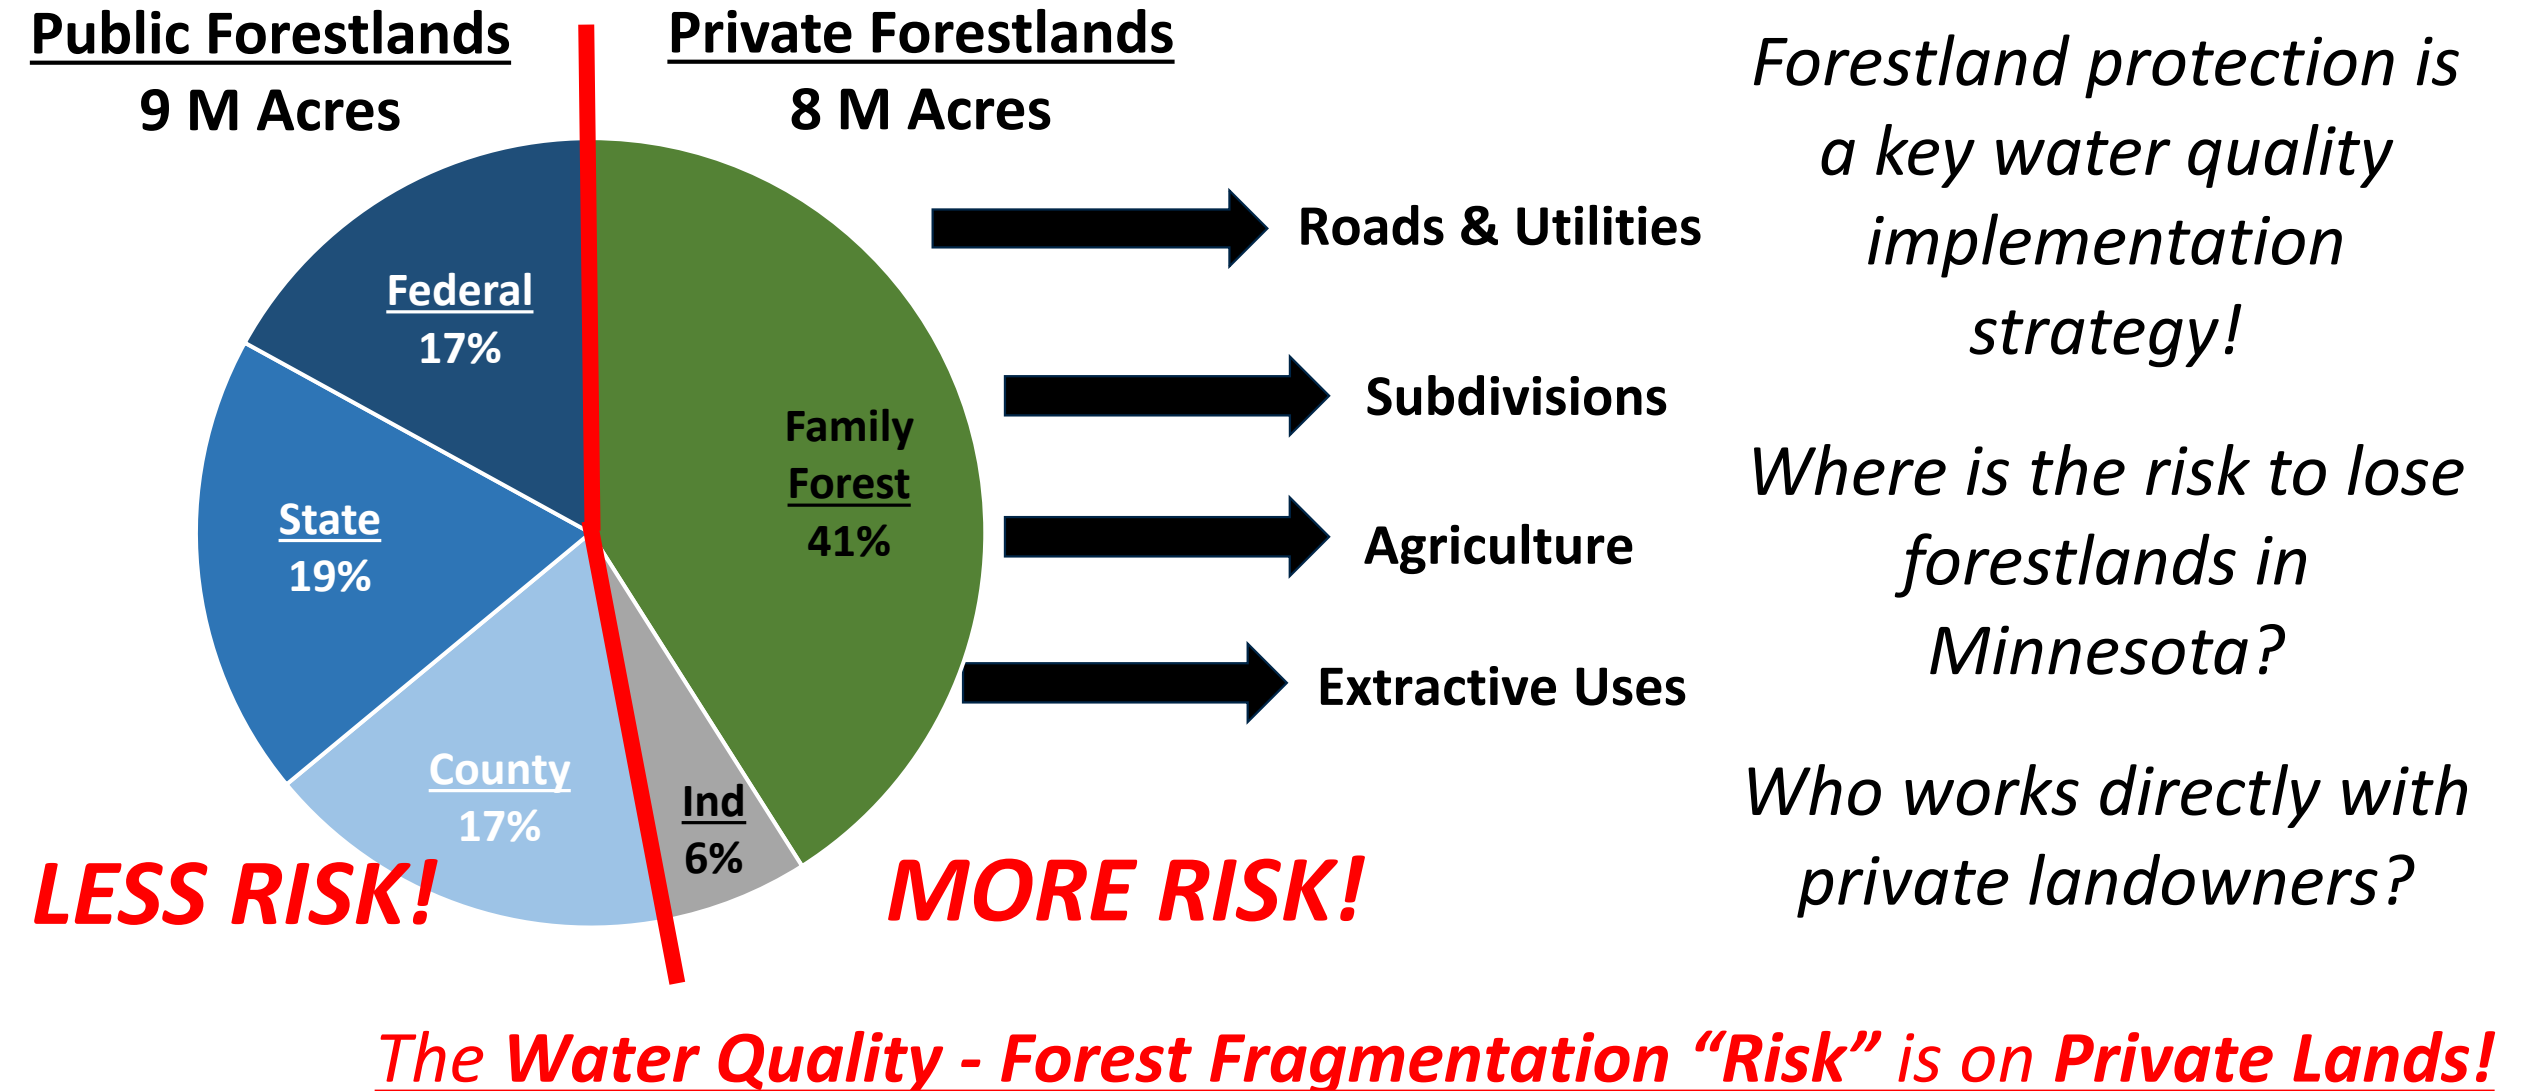 Public Forestlands
9 M Acres
Private Forestlands
8 M Acres
Federal
17%
State
19%
County
17%
Family
Forest
41%
Ind
6%
Roads & Utilities
Subdivisions
Agriculture
Extractive Uses
LESS RISK!
MORE RISK!
Forestland protection is
a key water quality
implementation
strategy!
Where is the risk to lose
forestlands in
Minnesota?
Who works directly with
private landowners?
The Water Quality - Forest Fragmentation “Risk” is on Private Lands!